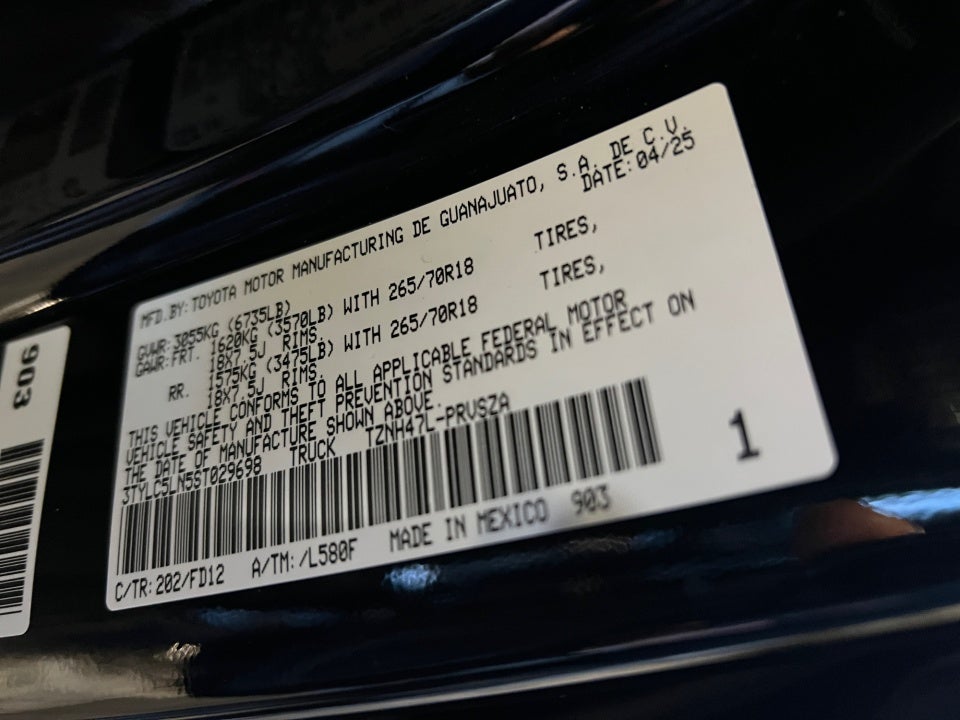 MFD.BY:TOYOTA MOTOR MANUFACTURING DE GUANAJUATO, S.A. DE C.V.
DATE:04/25
GVWR:3055KG (6735LB)
GAWR:FRT. 1620KG (3570LB) WITH 265/70R18 TIRES,
18X7.5J RIMS.
RR. 1575KG (3475LB) WITH 265/70R18 TIRES,
18X7.5J RIMS.
THIS VEHICLE CONFORMS TO ALL APPLICABLE FEDERAL MOTOR
VEHICLE SAFETY AND THEFT PREVENTION STANDARDS IN EFFECT ON
THE DATE OF MANUFACTURE SHOWN ABOVE.
3TYLC5LN5ST029698 TRUCK TZNH47L-PRVSZA
1
C/TR:202/FD12 A/TM:/L580F MADE IN MEXICO 903
903